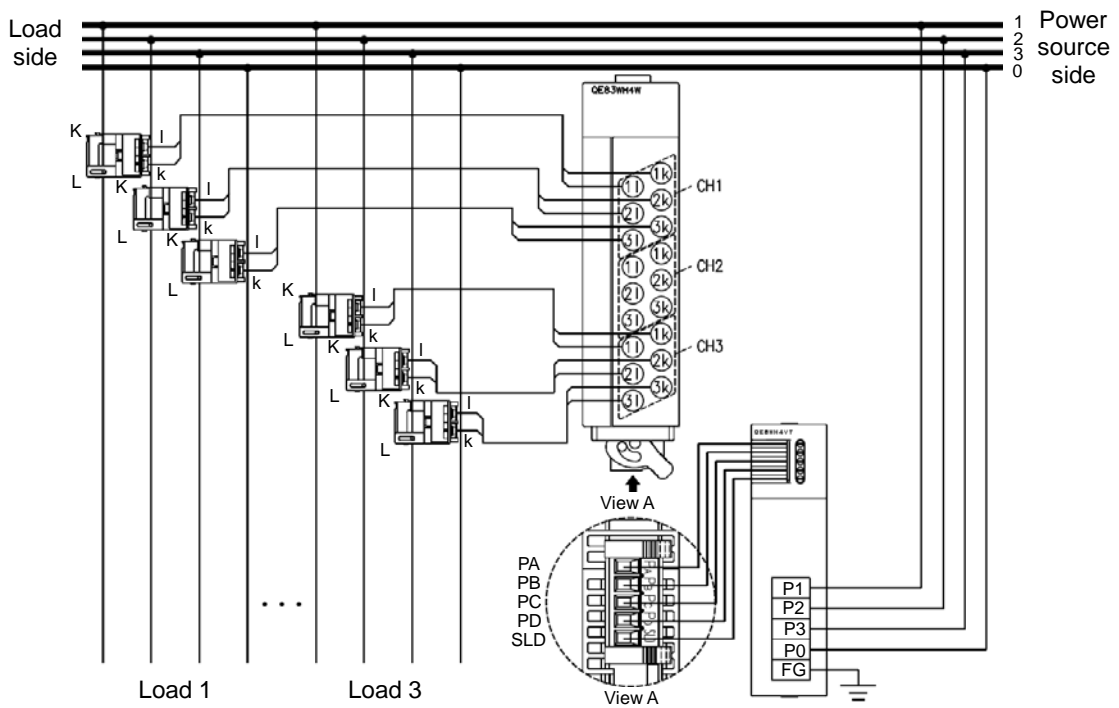 Load
side
1
2
3
0
Power
source
side
QE83WH4W
K
l
L
k
K
l
L
k
K
l
L
k
1k
1l
2k
2l
3k
3l
CH1
1k
1l
2k
2l
3k
3l
CH2
1k
1l
2k
2l
3k
3l
CH3
K
l
L
k
K
l
L
k
K
l
L
k
View A
QE8WH4VT
PA
PB
PC
PD
SLD
View A
P1
P2
P3
P0
FG
. . .
Load 1
Load 3